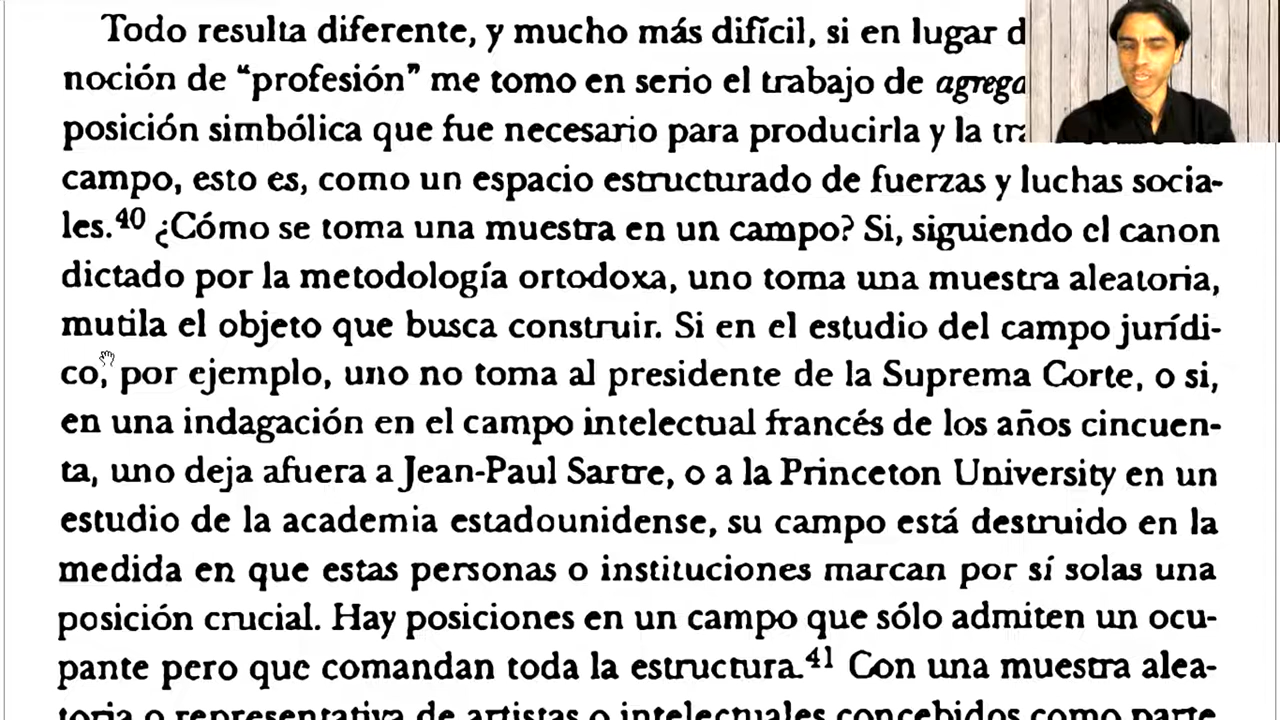 Todo resulta diferente, y mucho más difícil, si en lugar
noción de “profesión” me tomo en serio el trabajo de
posición simbólica que fue necesario para producirla y la
campo, esto es, como un espacio estructurado de fuerzas y luchas socia-
les.40 ¿Cómo se toma una muestra en un campo? Si, siguiendo el canon
dictado por la metodología ortodoxa, uno toma una muestra aleatoria,
mutila el objeto que busca construir. Si en el estudio del campo jurídi-
co, por ejemplo, uno no toma al presidente de la Suprema Corte, o si,
en una indagación en el campo intelectual francés de los años cincuen-
ta, uno deja afuera a Jean-Paul Sartre, o a la Princeton University en un
estudio de la academia estadounidense, su campo está destruido en la
medida en que estas personas o instituciones marcan por sí solas una
posición crucial. Hay posiciones en un campo que sólo admiten un ocu-
pante pero que comandan toda la estructura.41 Con una muestra alea-
toria o representativa de artistas o intelectuales concebidos como parte